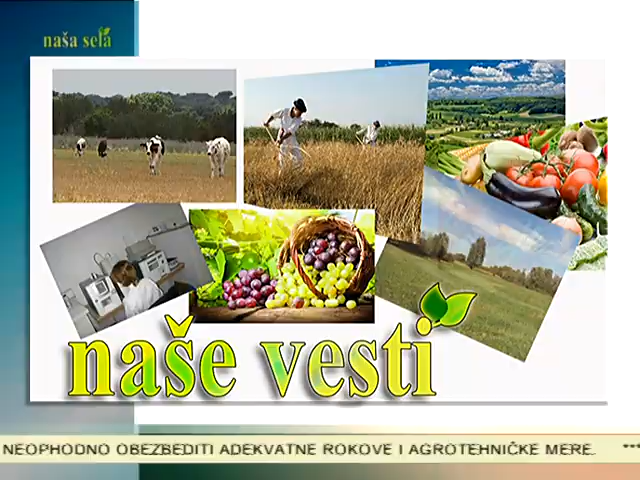 naša sela
naše vesti
NEOPHODNO OBEZBEDITI ADEKVATNE ROKOVE I AGROTEHNIČKE MERE. ***